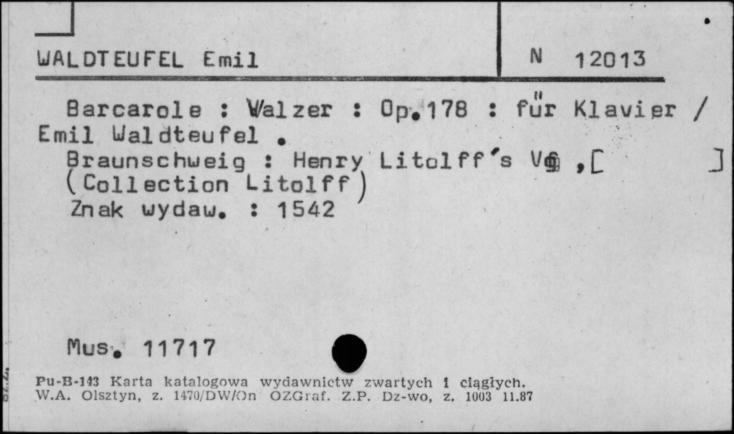 WALDTEUFEL Emil N 12013
Barcarole : Walzer : Op.178 : für Klavier /
Emil Waldteufel .
Braunschweig : Henry Litolff's ,[ ]
(Collection Litolff)
Znak wydaw. : 1542
Mus. 11717
Pu-B-143 Karta katalogowa wydawnictw zwartych i ciągłych.
W.A. Olsztyn, z. 1470/DW/On OZGraf. Z.P. Dz-wo, z. 1003 11.87